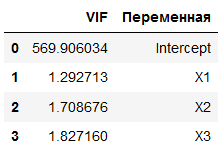 VIF Переменная
0 569.906034 Intercept
1 1.292713 X1
2 1.708676 X2
3 1.827160 X3